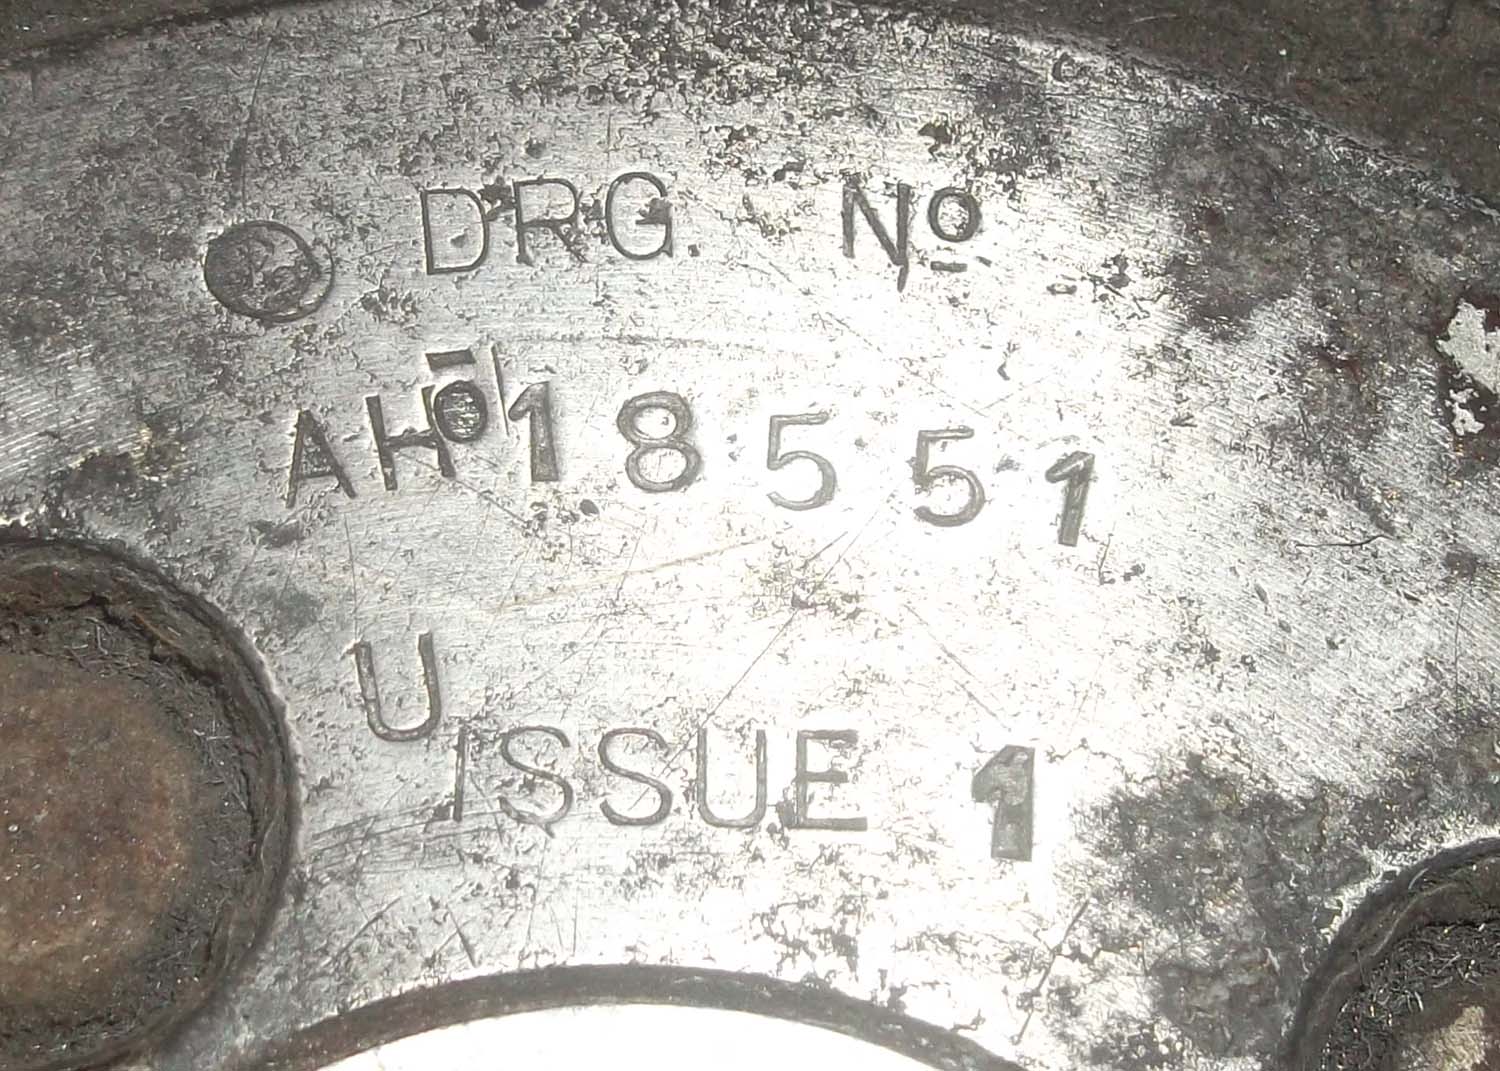 DRG. Nº
AH 18551
U
ISSUE 1